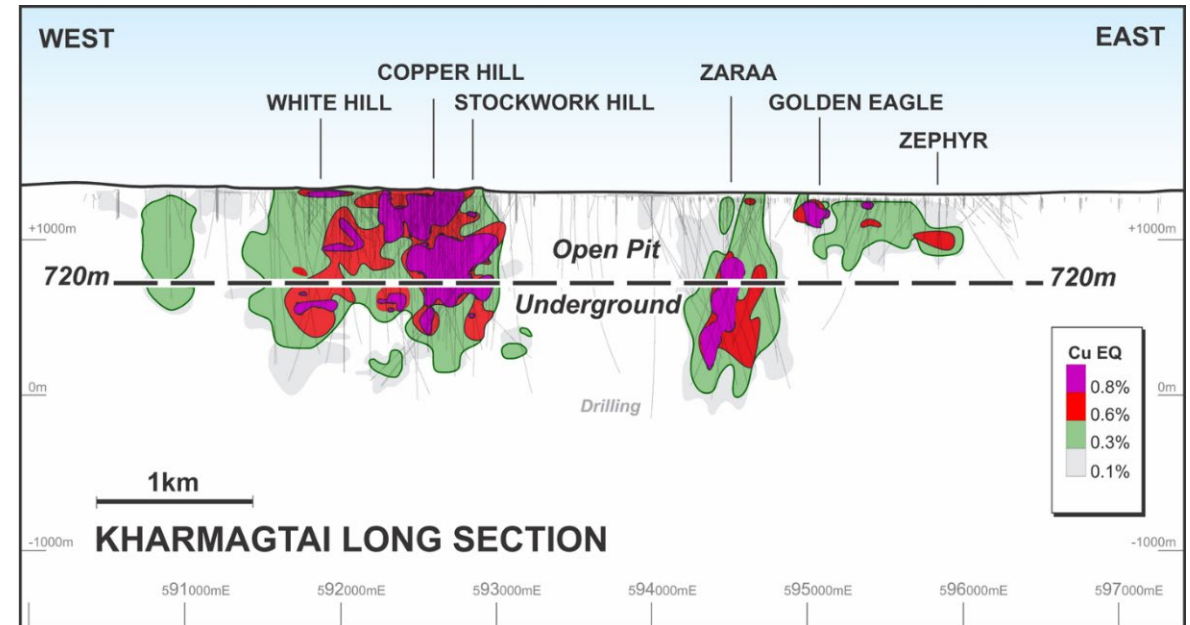 WEST
EAST
COPPER HILL
ZARAA
WHITE HILL
STOCKWORK HILL
GOLDEN EAGLE
ZEPHYR
+1000m
Open Pit
+1000m
720m
720m
Underground
Cu EQ
0.8%
0.6%
0.3%
0.1%
0m
0m
Drilling
1km
KHARMAGTAI LONG SECTION
-1000m
-1000m
591000mE
592000mE
593000mE
594000mE
595000mE
596000mE
597000mE